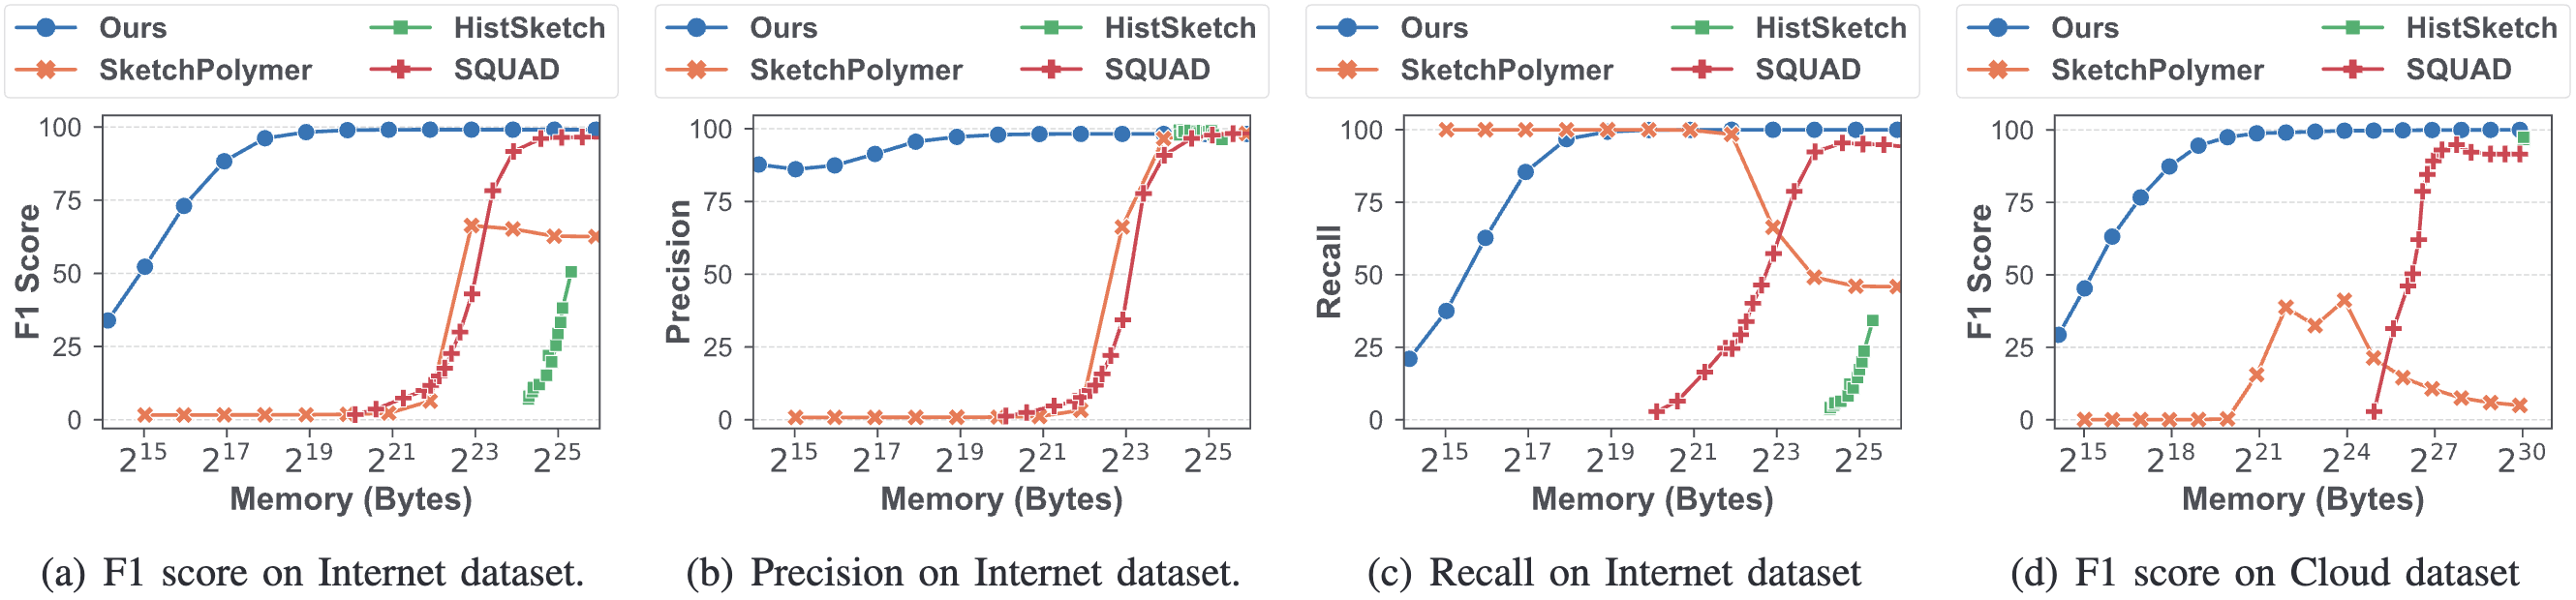 Ours HistSketch
SketchPolymer SQUAD
100
75
50
25
0
F1 Score
2^15 2^17 2^19 2^21 2^23 2^25
Memory (Bytes)
(a) F1 score on Internet dataset.
Ours HistSketch
SketchPolymer SQUAD
100
75
50
25
0
Precision
2^15 2^17 2^19 2^21 2^23 2^25
Memory (Bytes)
(b) Precision on Internet dataset.
Ours HistSketch
SketchPolymer SQUAD
100
75
50
25
0
Recall
2^15 2^17 2^19 2^21 2^23 2^25
Memory (Bytes)
(c) Recall on Internet dataset
Ours HistSketch
SketchPolymer SQUAD
100
75
50
25
0
F1 Score
2^15 2^18 2^21 2^24 2^27 2^30
Memory (Bytes)
(d) F1 score on Cloud dataset